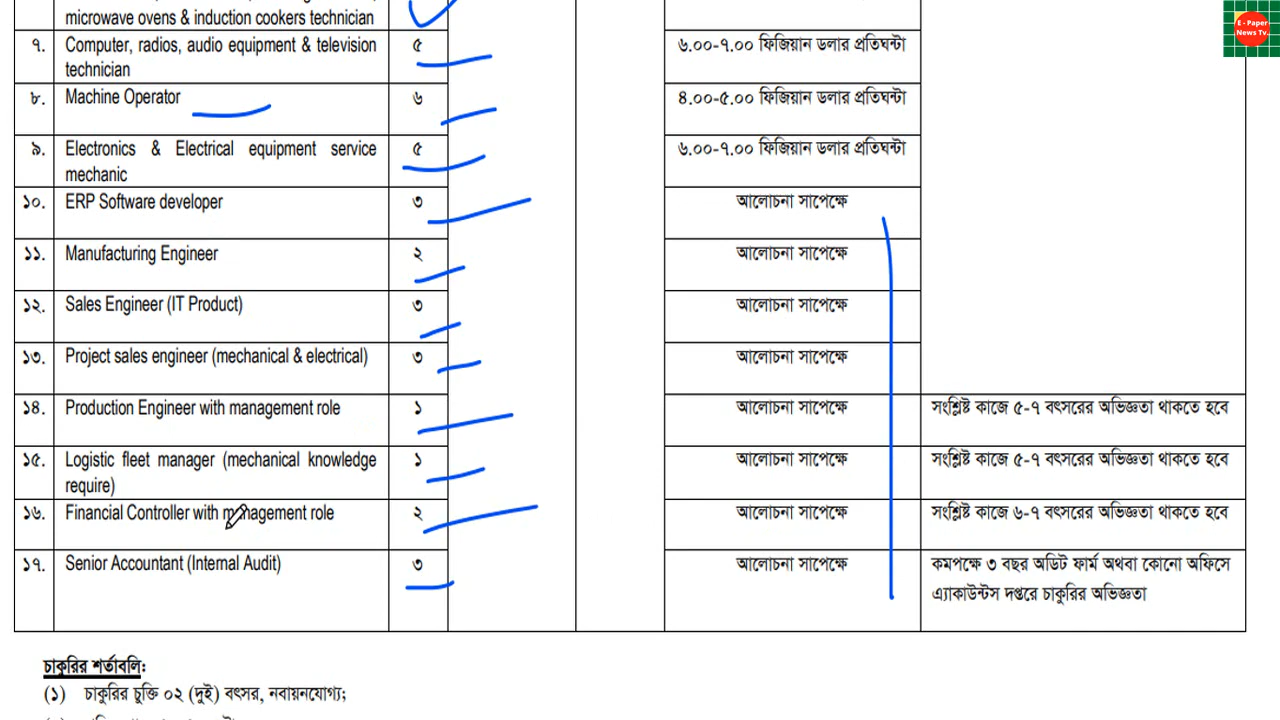 microwave ovens & induction cookers technician
E - Paper
News Tv.
৭. Computer, radios, audio equipment & television ৫ ৬.০০-৭.০০ ফিজিয়ান ডলার প্রতিঘন্টা
technician
৮. Machine Operator ৬ ৪.০০-৫.০০ ফিজিয়ান ডলার প্রতিঘন্টা
৯. Electronics & Electrical equipment service ৫ ৬.০০-৭.০০ ফিজিয়ান ডলার প্রতিঘন্টা
mechanic
১০. ERP Software developer ৩ আলোচনা সাপেক্ষে
১১. Manufacturing Engineer ২ আলোচনা সাপেক্ষে
১২. Sales Engineer (IT Product) ৩ আলোচনা সাপেক্ষে
১৩. Project sales engineer (mechanical & electrical) ৩ আলোচনা সাপেক্ষে
১৪. Production Engineer with management role ১ আলোচনা সাপেক্ষে সংশ্লিষ্ট কাজে ৫-৭ বৎসরের অভিজ্ঞতা থাকতে হবে
১৫. Logistic fleet manager (mechanical knowledge ১ আলোচনা সাপেক্ষে সংশ্লিষ্ট কাজে ৫-৭ বৎসরের অভিজ্ঞতা থাকতে হবে
require)
১৬. Financial Controller with management role ২ আলোচনা সাপেক্ষে সংশ্লিষ্ট কাজে ৬-৭ বৎসরের অভিজ্ঞতা থাকতে হবে
১৭. Senior Accountant (Internal Audit) ৩ আলোচনা সাপেক্ষে কমপক্ষে ৩ বছর অডিট ফার্ম অথবা কোনো অফিসে
এ্যাকাউন্টস দপ্তরে চাকুরির অভিজ্ঞতা
চাকুরির শর্তাবলি:
(১) চাকুরির চুক্তি ০২ (দুই) বৎসর, নবায়নযোগ্য;